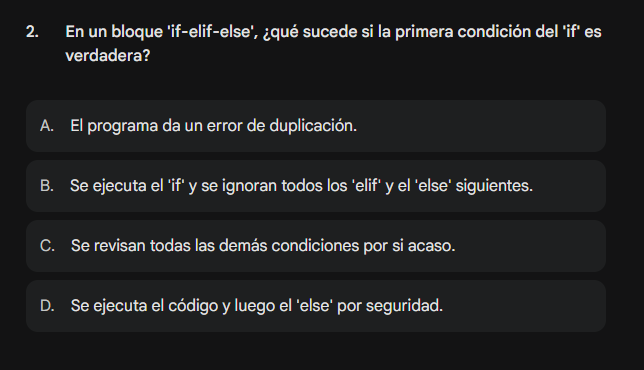 2. En un bloque 'if-elif-else', ¿qué sucede si la primera condición del 'if' es
verdadera?
A. El programa da un error de duplicación.
B. Se ejecuta el 'if' y se ignoran todos los 'elif' y el 'else' siguientes.
C. Se revisan todas las demás condiciones por si acaso.
D. Se ejecuta el código y luego el 'else' por seguridad.